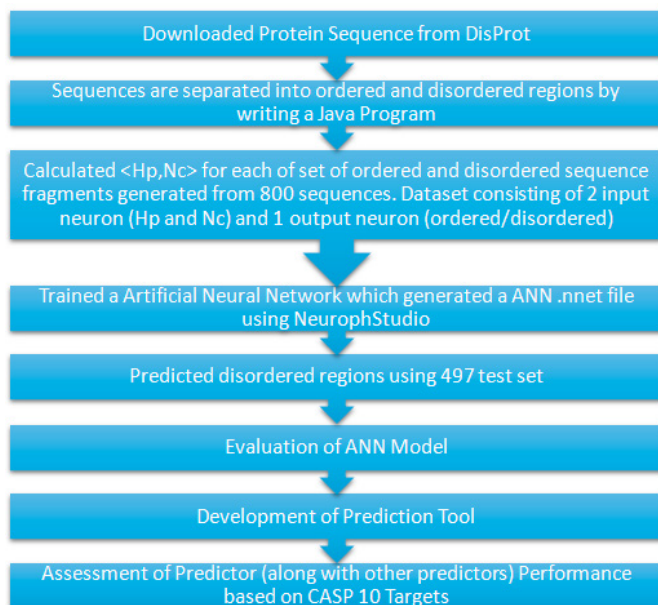 Downloaded Protein Sequence from DisProt
Sequences are separated into ordered and disordered regions by
writing a Java Program
Calculated <Hp,Nc> for each of set of ordered and disordered sequence
fragments generated from 800 sequences. Dataset consisting of 2 input
neuron (Hp and Nc) and 1 output neuron (ordered/disordered)
Trained a Artificial Neural Network which generated a ANN .nnet file
using NeurophStudio
Predicted disordered regions using 497 test set
Evaluation of ANN Model
Development of Prediction Tool
Assessment of Predictor (along with other predictors) Performance
based on CASP 10 Targets